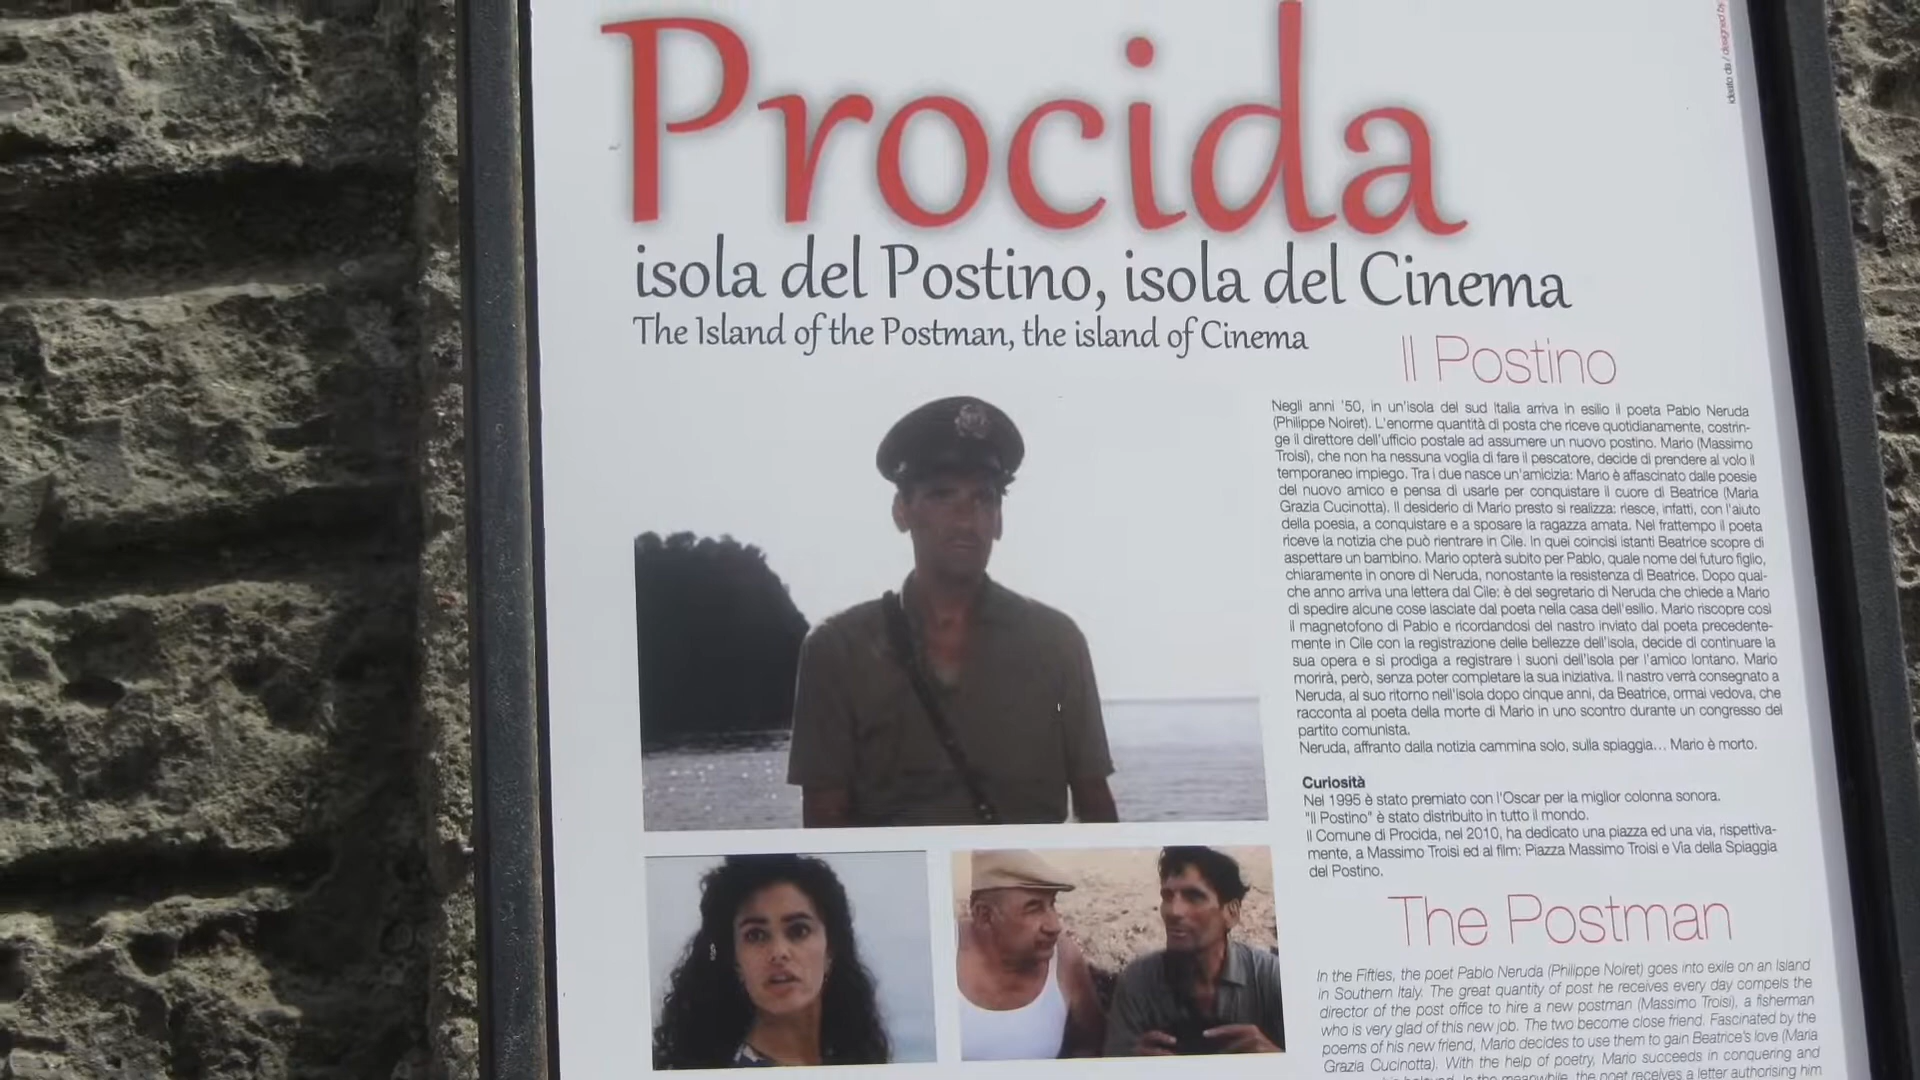 Procida
isola del Postino, isola del Cinema
The Island of the Postman, the island of Cinema
ideata da / designed by
Il Postino
Negli anni '50, in un'isola del sud Italia arriva in esilio il poeta Pablo Neruda
(Philippe Noiret). L'enorme quantità di posta che riceve quotidianamente, costrin-
ge il direttore dell'ufficio postale ad assumere un nuovo postino. Mario (Massimo
Troisi), che non ha nessuna voglia di fare il pescatore, decide di prendere al volo il
temporaneo impiego. Tra i due nasce un'amicizia: Mario è affascinato dalle poesie
del nuovo amico e pensa di usarle per conquistare il cuore di Beatrice (Maria
Grazia Cucinotta). Il desiderio di Mario presto si realizza: riesce, infatti, con l'aiuto
della poesia, a conquistare e a sposare la ragazza amata. Nel frattempo il poeta
riceve la notizia che può rientrare in Cile. In quei coincisi istanti Beatrice scopre di
aspettare un bambino. Mario opterà subito per Pablo, quale nome del futuro figlio,
chiaramente in onore di Neruda, nonostante la resistenza di Beatrice. Dopo qual-
che anno arriva una lettera dal Cile: è del segretario di Neruda che chiede a Mario
di spedire alcune cose lasciate dal poeta nella casa dell'esilio. Mario riscopre così
il magnetofono di Pablo e ricordandosi del nastro inviato dal poeta precedente-
mente in Cile con la registrazione delle bellezze dell'isola, decide di continuare la
sua opera e si prodiga a registrare i suoni dell'isola per l'amico lontano. Mario
morirà, però, senza poter completare la sua iniziativa. Il nastro verrà consegnato a
Neruda, al suo ritorno nell'isola dopo cinque anni, da Beatrice, ormai vedova, che
racconta al poeta della morte di Mario in uno scontro durante un congresso del
partito comunista.
Neruda, affranto dalla notizia cammina solo, sulla spiaggia... Mario è morto.
Curiosità
Nel 1995 è stato premiato con l'Oscar per la miglior colonna sonora.
"Il Postino" è stato distribuito in tutto il mondo.
Il Comune di Procida, nel 2010, ha dedicato una piazza ed una via, rispettiva-
mente, a Massimo Troisi ed al film: Piazza Massimo Troisi e Via della Spiaggia
del Postino.
The Postman
In the Fifties, the poet Pablo Neruda (Philippe Noiret) goes into exile on an Island
in Southern Italy. The great quantity of post he receives every day compels the
director of the post office to hire a new postman (Massimo Troisi), a fisherman
who is very glad of this new job. The two become close friend. Fascinated by the
poems of his new friend, Mario decides to use them to gain Beatrice's love (Maria
Grazia Cucinotta). With the help of poetry, Mario succeeds in conquering and
In the meanwhile, the poet receives a letter authorising him